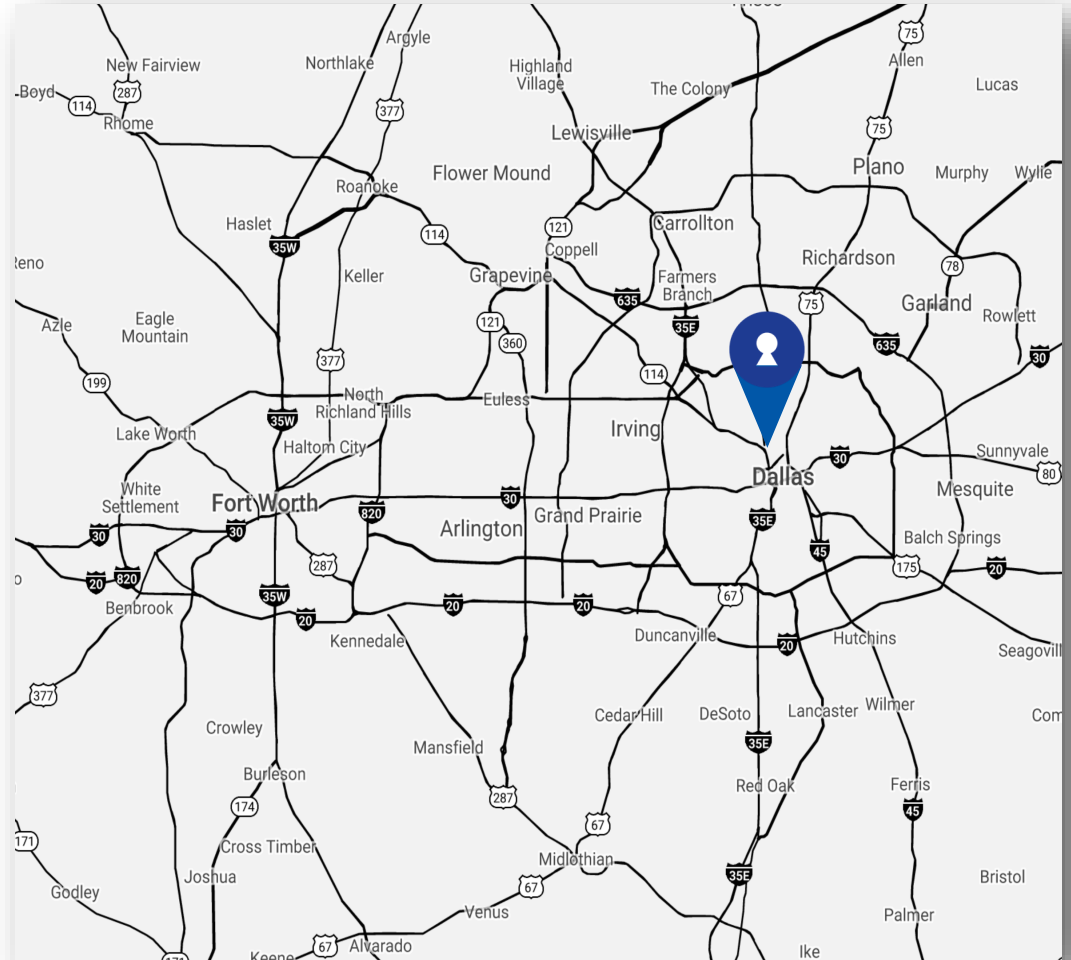 Argyle
75
New Fairview
Northlake
Highland
Village
Allen
287
The Colony
Lucas
Boyd
114
377
Rhome
75
Lewisville
Plano
Flower Mound
Murphy
Wylie
Roanoke
Haslet
121
Carrollton
114
35W
Coppell
Richardson
78
Keller
Grapevine
Farmers
Branch
635
75
Garland
Azle
Eagle
Mountain
121
35E
Rowlett
360
635
377
30
199
114
North
Richland Hills
Euless
35W
Lake Worth
Haltom City
Irving
30
Sunnyvale
80
White
Settlement
Fort Worth
Dallas
Mesquite
30
820
Arlington
Grand Prairie
35E
30
30
45
Balch Springs
287
175
20
820
20
35W
67
Benbrook
20
20
20
Kennedale
Duncanville
Hutchins
20
Seagovill
377
Crowley
Cedar Hill
DeSoto
Lancaster
Wilmer
Mansfield
35E
Burleson
Red Oak
Ferris
287
174
45
67
171
Cross Timber
Midlothian
Joshua
35E
Bristol
Godley
67
Venus
Palmer
67
Alvarado
Ike
Keene
171